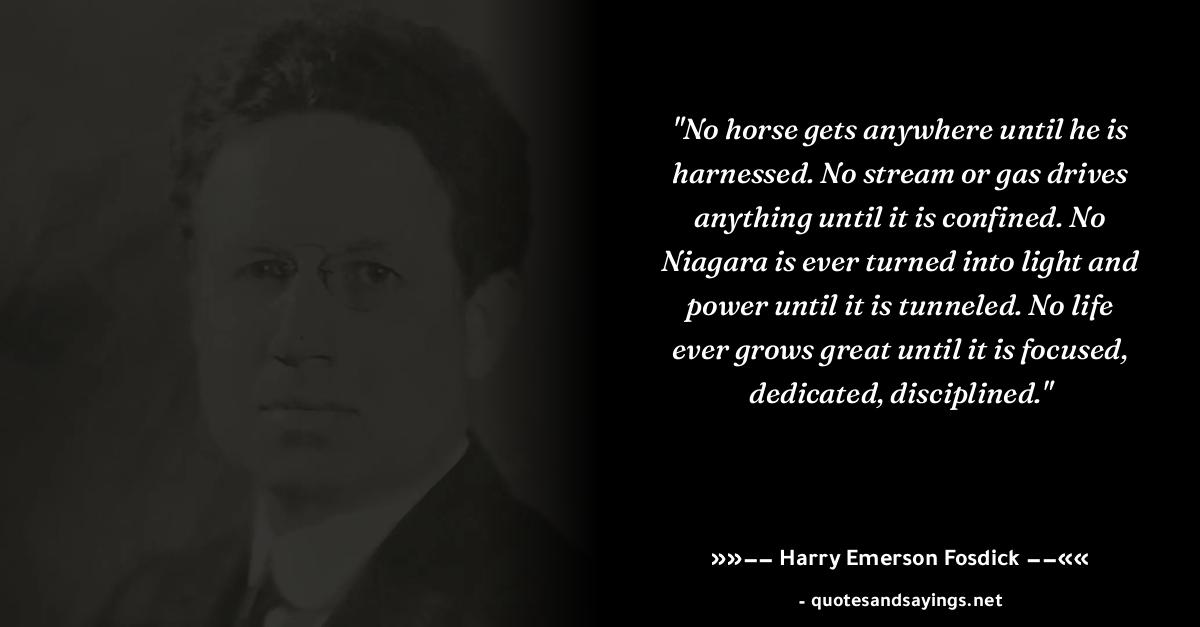 "No horse gets anywhere until he is
harnessed. No stream or gas drives
anything until it is confined. No
Niagara is ever turned into light and
power until it is tunneled. No life
ever grows great until it is focused,
dedicated, disciplined."
»»−− Harry Emerson Fosdick −−««
- quotesandsayings.net